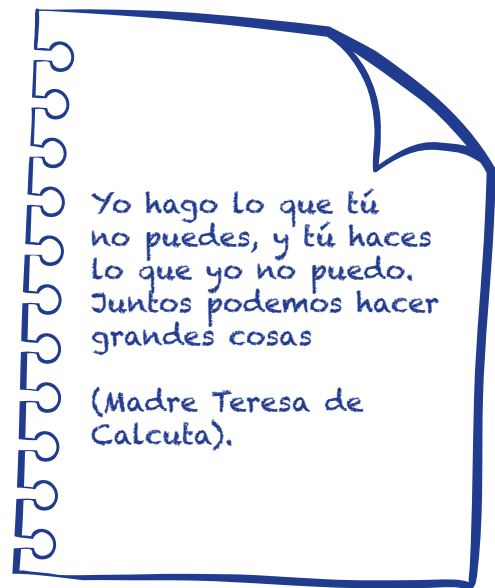 Yo hago lo que tú
no puedes, y tú haces
lo que yo no puedo.
Juntos podemos hacer
grandes cosas
(Madre Teresa de
Calcuta).